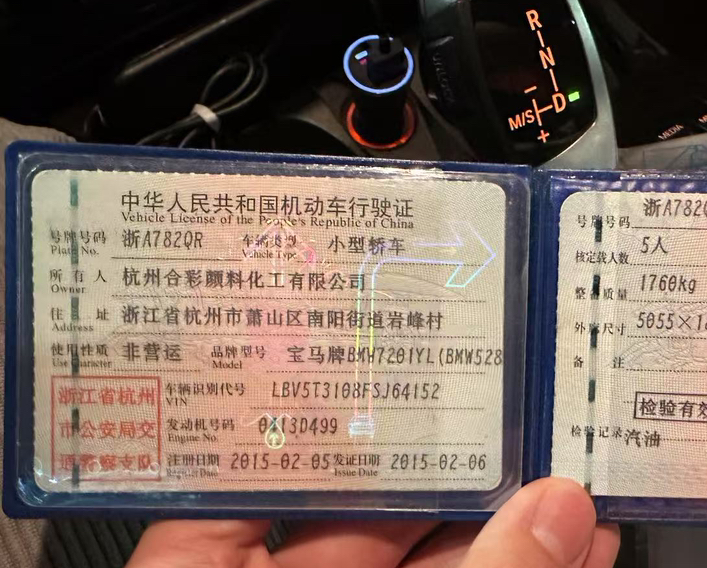 R
N
D
M/S
+
MEDIA
中华人民共和国机动车行驶证
Vehicle License of the People's Republic of China
号牌号码 浙A782QR 车辆类型 小型轿车
Plate No. Vehicle Type
所有人 杭州合彩颜料化工有限公司
Owner
住址 浙江省杭州市萧山区南阳街道岩峰村
Address
使用性质 非营运 品牌型号 宝马牌BMW7201YL(BMW528
Use Character Model
浙江省杭州
市公安局交
通警察支队
车辆识别代号 LBV5T3108FSJ64152
VIN
发动机号码 0413D499
Engine No.
注册日期 2015-02-05 发证日期 2015-02-06
Register Date Issue Date
号牌号码 浙A782
核定载人数 5人
整备质量 1760kg
外廓尺寸 5055×1
备注
检验有效
检验记录 汽油